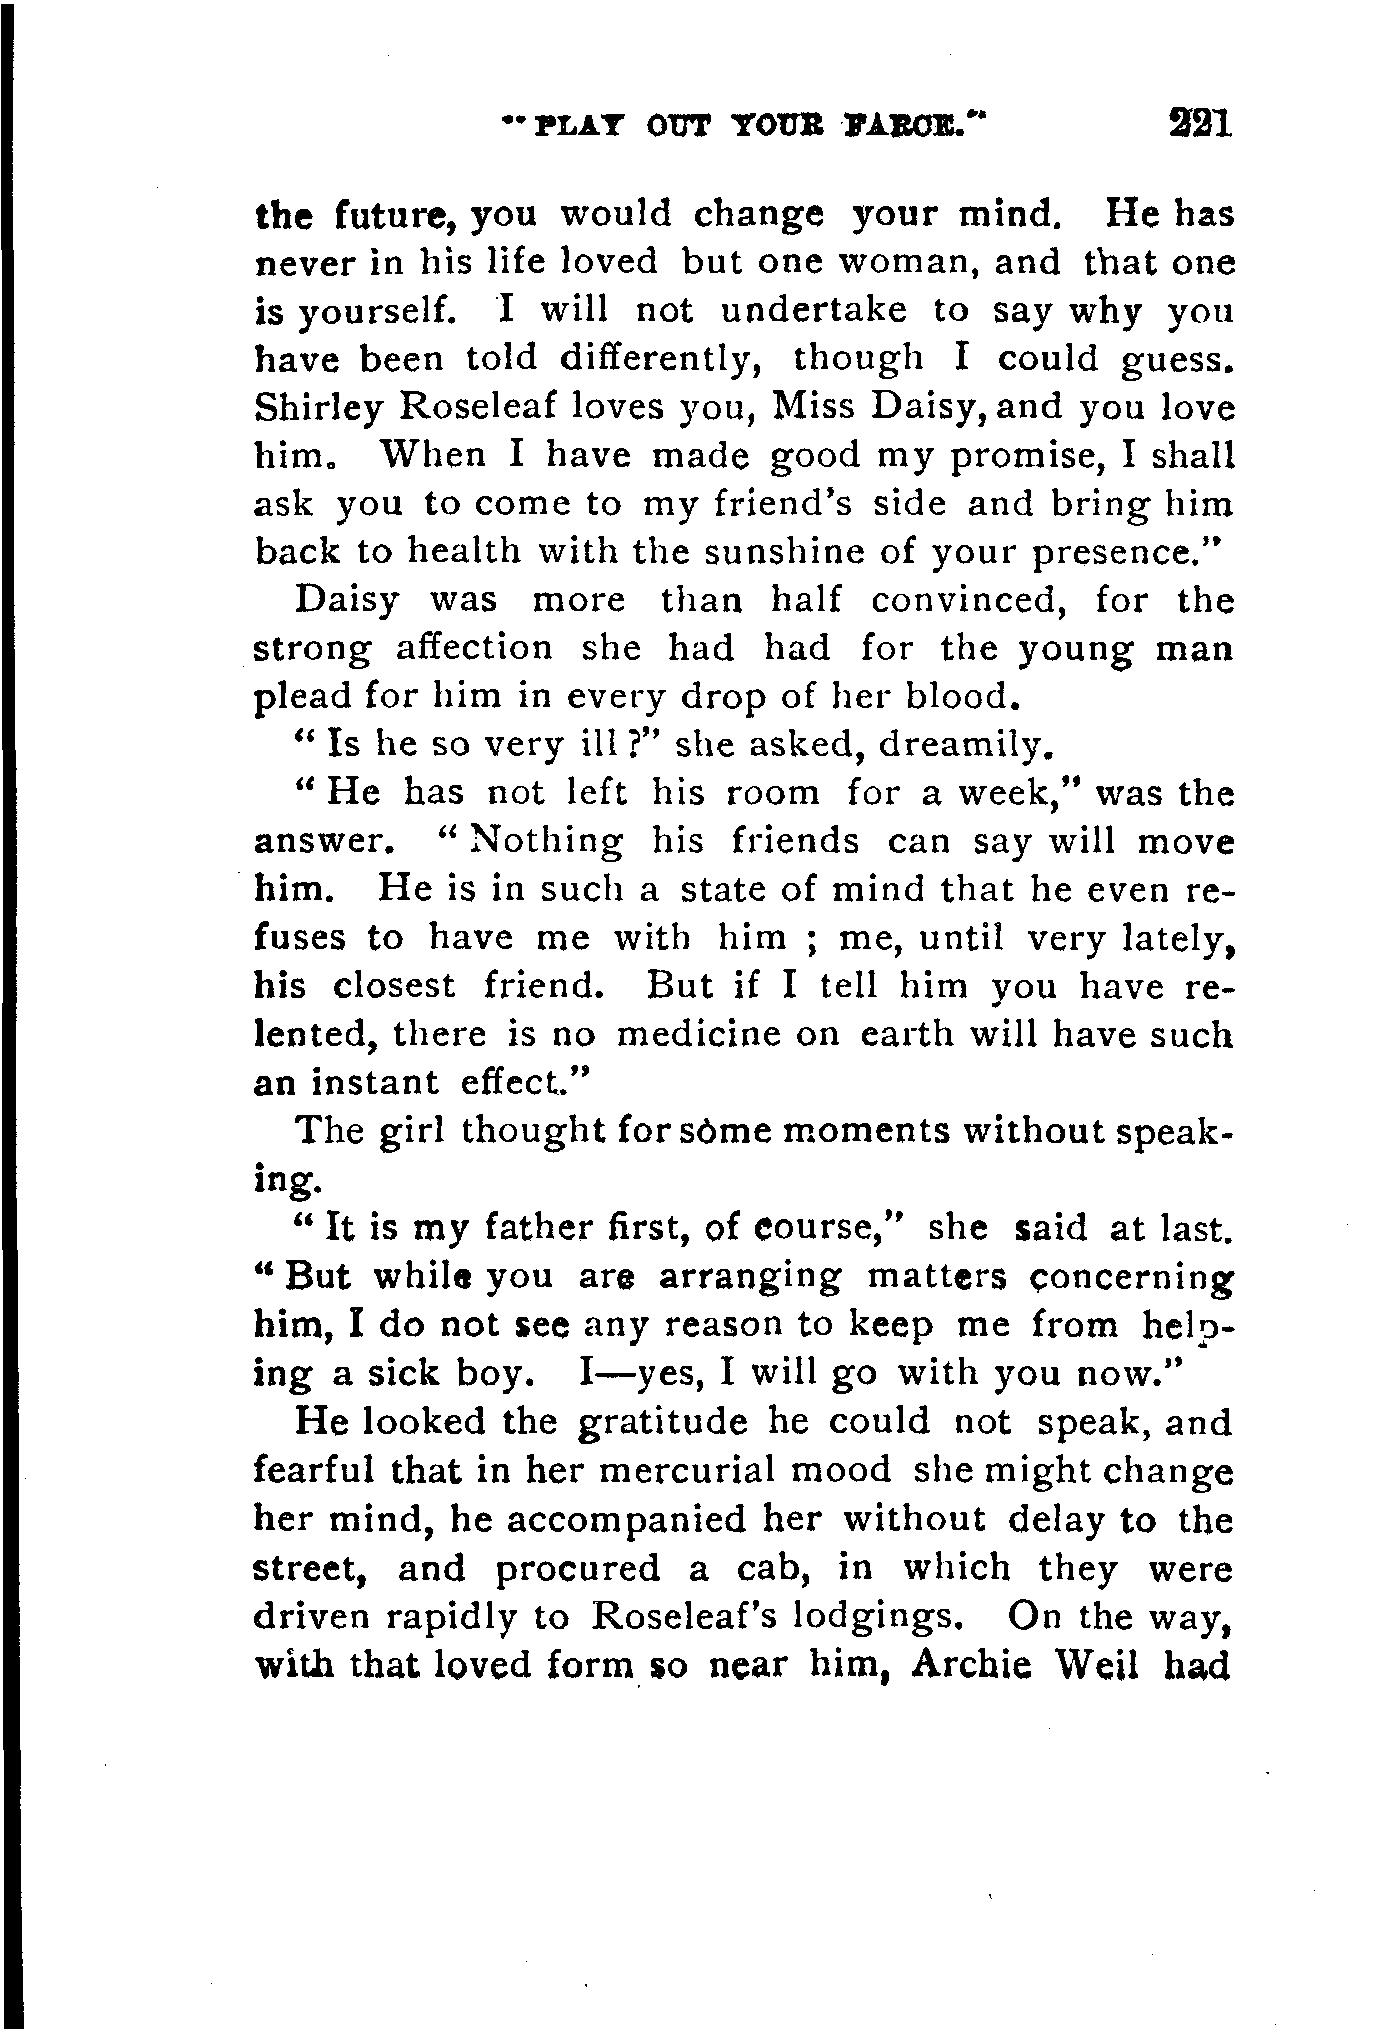 "PLAY OUT YOUR FARCE." 221
the future, you would change your mind. He has
never in his life loved but one woman, and that one
is yourself. I will not undertake to say why you
have been told differently, though I could guess.
Shirley Roseleaf loves you, Miss Daisy, and you love
him. When I have made good my promise, I shall
ask you to come to my friend's side and bring him
back to health with the sunshine of your presence."
Daisy was more than half convinced, for the
strong affection she had had for the young man
plead for him in every drop of her blood.
" Is he so very ill ?" she asked, dreamily.
" He has not left his room for a week," was the
answer. " Nothing his friends can say will move
him. He is in such a state of mind that he even re-
fuses to have me with him ; me, until very lately,
his closest friend. But if I tell him you have re-
lented, there is no medicine on earth will have such
an instant effect."
The girl thought for some moments without speak-
ing.
" It is my father first, of course," she said at last.
" But while you are arranging matters concerning
him, I do not see any reason to keep me from help-
ing a sick boy. I—yes, I will go with you now."
He looked the gratitude he could not speak, and
fearful that in her mercurial mood she might change
her mind, he accompanied her without delay to the
street, and procured a cab, in which they were
driven rapidly to Roseleaf's lodgings. On the way,
with that loved form so near him, Archie Weil had